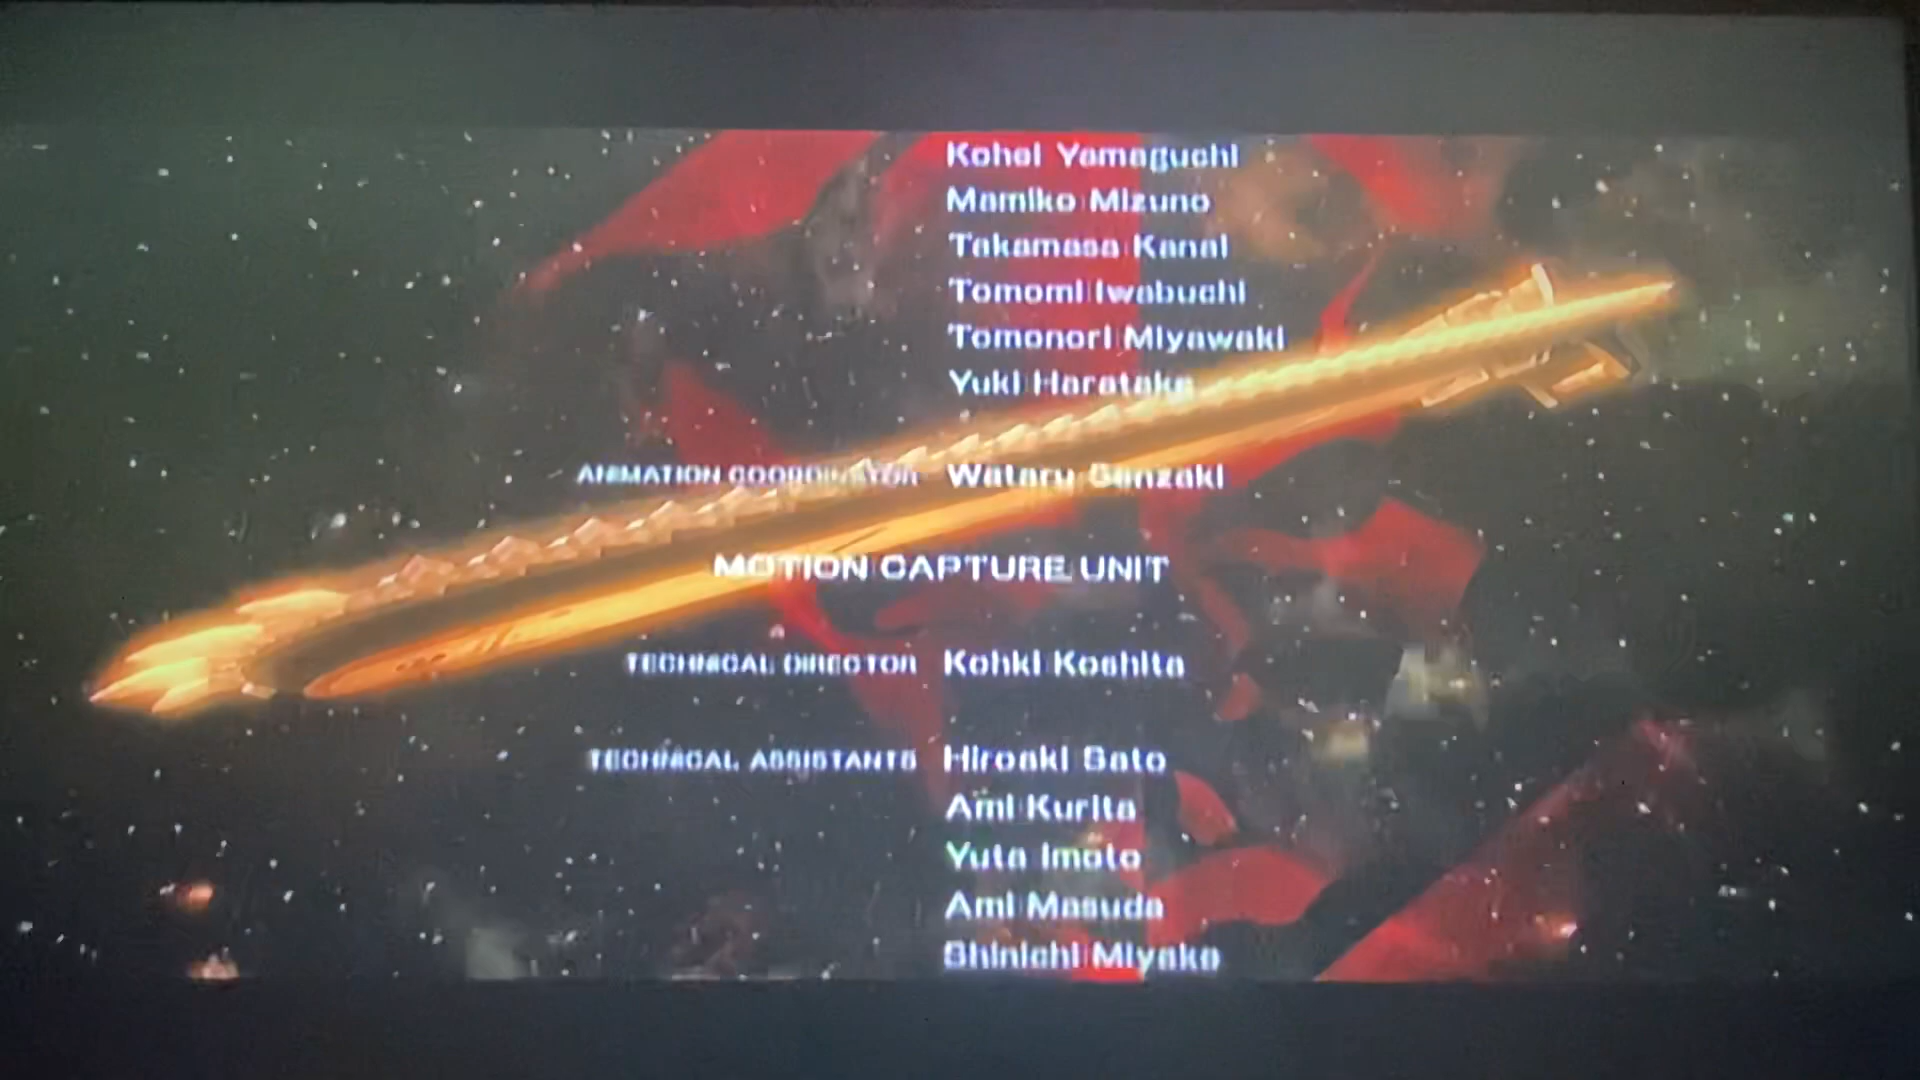 Kohei Yamaguchi
Mamiko Mizuno
Takamasa Kanai
Tomomi Iwabuchi
Tomonori Miyawaki
Yuki Haratake
ANIMATION COORDINATOR Wataru Ganzaki
MOTION CAPTURE UNIT
TECHNICAL DIRECTOR Kohki Koshita
TECHNICAL ASSISTANTS Hiroaki Sato
Ami Kurita
Yuta Imoto
Ami Masuda
Shinichi Miyake